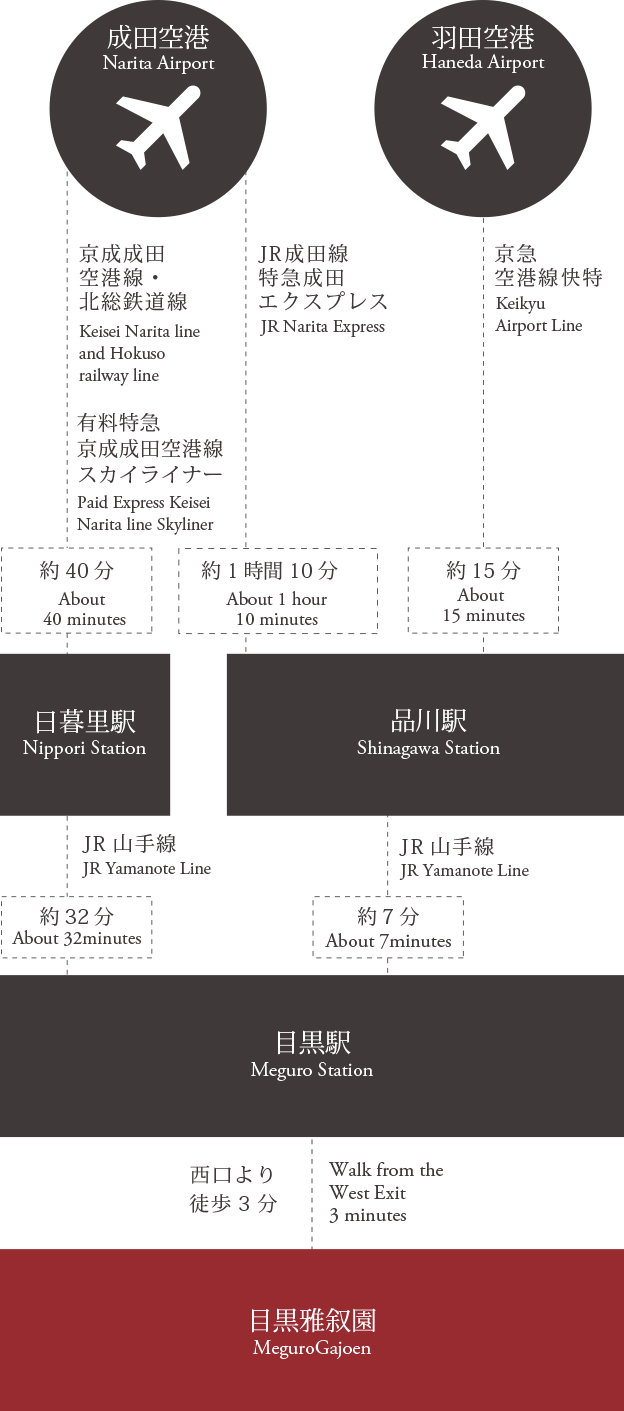 成田空港
Narita Airport
羽田空港
Haneda Airport
京成成田
空港線・
北総鉄道線
Keisei Narita line
and Hokuso
railway line
有料特急
京成成田空港線
スカイライナー
Paid Express Keisei
Narita line Skyliner
JR成田線
特急成田
エクスプレス
JR Narita Express
京急
空港線快特
Keikyu
Airport Line
約40分
About
40 minutes
約1時間10分
About 1 hour
10 minutes
約15分
About
15 minutes
日暮里駅
Nippori Station
品川駅
Shinagawa Station
JR 山手線
JR Yamanote Line
JR 山手線
JR Yamanote Line
約32分
About 32minutes
約7分
About 7minutes
目黒駅
Meguro Station
西口より
徒歩3分
Walk from the
West Exit
3 minutes
目黒雅叙園
MeguroGajoen